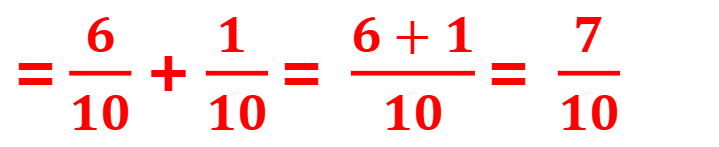 = 6/10 + 1/10 = 6 + 1/10 = 7/10